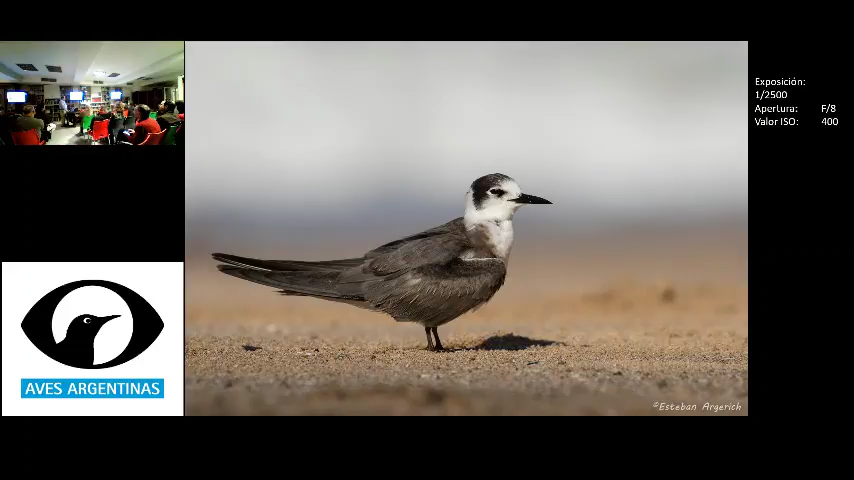 Exposición:
1/2500
Apertura: F/8
Valor ISO: 400
AVES ARGENTINAS
©Esteban Argerich